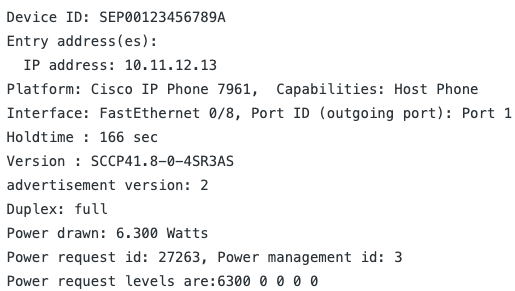 Device ID: SEP00123456789A
Entry address(es):
  IP address: 10.11.12.13
Platform: Cisco IP Phone 7961,  Capabilities: Host Phone
Interface: FastEthernet 0/8, Port ID (outgoing port): Port 1
Holdtime : 166 sec
Version : SCCP41.8-0-4SR3AS
advertisement version: 2
Duplex: full
Power drawn: 6.300 Watts
Power request id: 27263, Power management id: 3
Power request levels are:6300 0 0 0 0